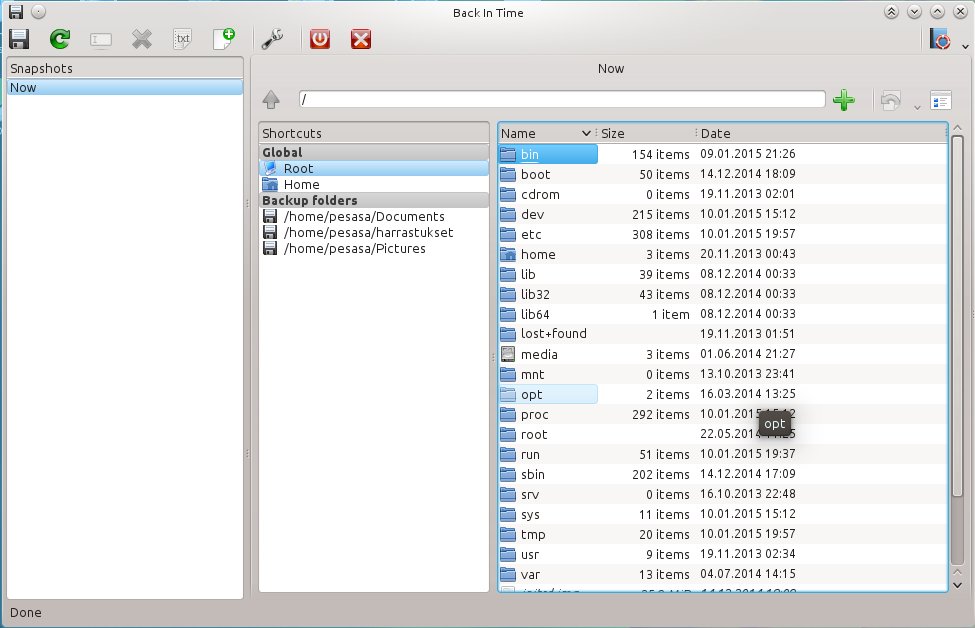 Back In Time
txt
Snapshots
Now
Now
/
Shortcuts
Global
Root
Home
Backup folders
/home/pesasa/Documents
/home/pesasa/harrastukset
/home/pesasa/Pictures
Name Size Date
bin 154 items 09.01.2015 21:26
boot 50 items 14.12.2014 18:09
cdrom 0 items 19.11.2013 02:01
dev 215 items 10.01.2015 15:12
etc 308 items 10.01.2015 19:57
home 3 items 20.11.2013 00:43
lib 39 items 08.12.2014 00:33
lib32 43 items 08.12.2014 00:33
lib64 1 item 08.12.2014 00:33
lost+found 19.11.2013 01:51
media 3 items 01.06.2014 21:27
mnt 0 items 13.10.2013 23:41
opt 2 items 16.03.2014 13:25
proc 292 items 10.01.2015 15:12
opt
root 22.05.2014
run 51 items 10.01.2015 19:37
sbin 202 items 14.12.2014 17:09
srv 0 items 16.10.2013 22:48
sys 11 items 10.01.2015 15:12
tmp 20 items 10.01.2015 19:57
usr 9 items 19.11.2013 02:34
var 13 items 04.07.2014 14:15
Done